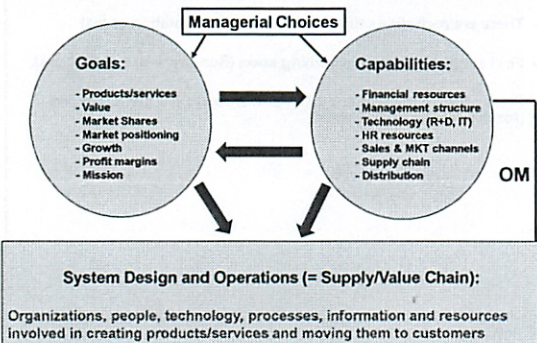 Managerial Choices
Goals:
- Products/services
- Value
- Market Shares
- Market positioning
- Growth
- Profit margins
- Mission
Capabilities:
- Financial resources
- Management structure
- Technology (R+D, IT)
- HR resources
- Sales & MKT channels
- Supply chain
- Distribution
OM
System Design and Operations (= Supply/Value Chain):
Organizations, people, technology, processes, information and resources
involved in creating products/services and moving them to customers